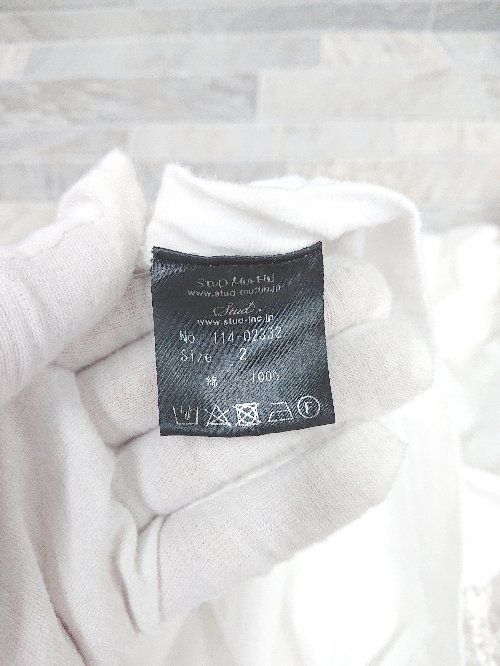 STUD MUFFIN
www.stud-muffin.jp
Stud.
www.stud-inc.jp
No. 114-02332
Size 2
綿 100%
F